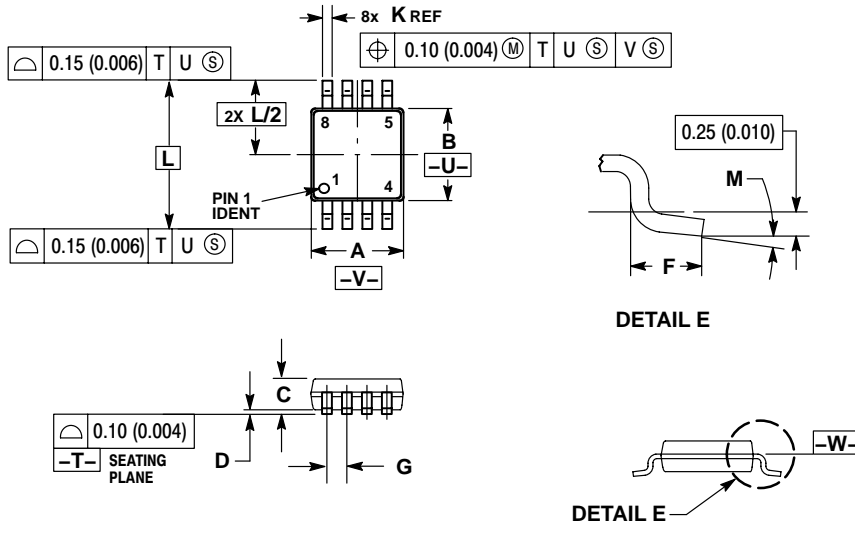 8x K REF
⌓ 0.15 (0.006) T U Ⓢ
⌖ 0.10 (0.004) Ⓜ T U Ⓢ V Ⓢ
2X L/2
8 5
B
–U–
L
PIN 1
IDENT
1 4
⌓ 0.15 (0.006) T U Ⓢ
A
–V–
0.25 (0.010)
M
F
DETAIL E
C
⌓ 0.10 (0.004)
–T– SEATING
PLANE
D
G
–W–
DETAIL E